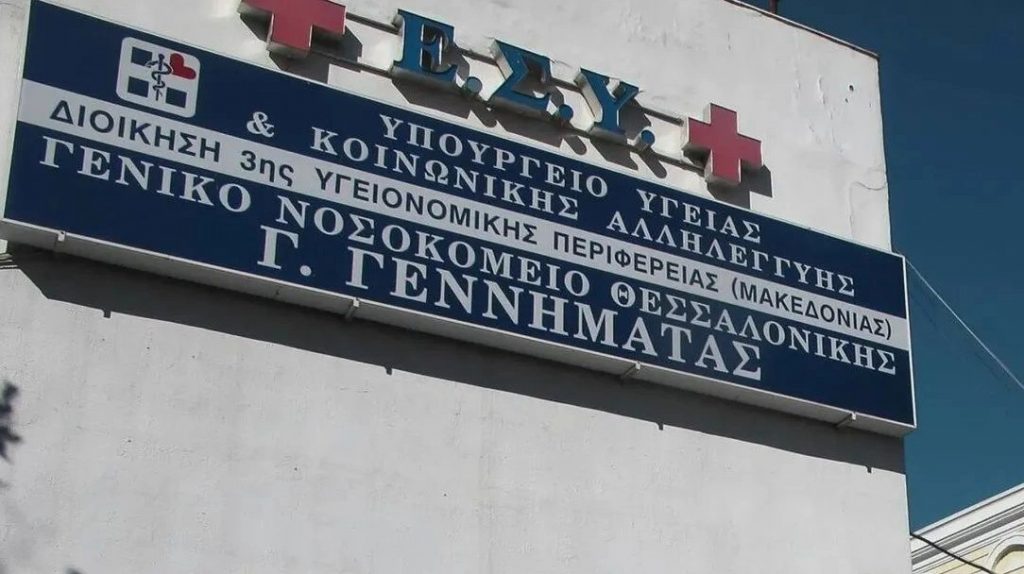 Ε.Σ.Υ.
ΥΠΟΥΡΓΕΙΟ ΥΓΕΙΑΣ
& ΚΟΙΝΩΝΙΚΗΣ ΑΛΛΗΛΕΓΓΥΗΣ
ΔΙΟΙΚΗΣΗ 3ης ΥΓΕΙΟΝΟΜΙΚΗΣ ΠΕΡΙΦΕΡΕΙΑΣ (ΜΑΚΕΔΟΝΙΑΣ)
ΓΕΝΙΚΟ ΝΟΣΟΚΟΜΕΙΟ ΘΕΣΣΑΛΟΝΙΚΗΣ
Γ. ΓΕΝΝΗΜΑΤΑΣ